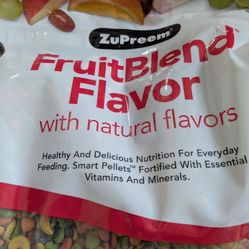 ZuPreem
FruitBlend
Flavor
with natural flavors
Healthy And Delicious Nutrition For Everyday
Feeding. Smart Pellets™ Fortified With Essential
Vitamins And Minerals.